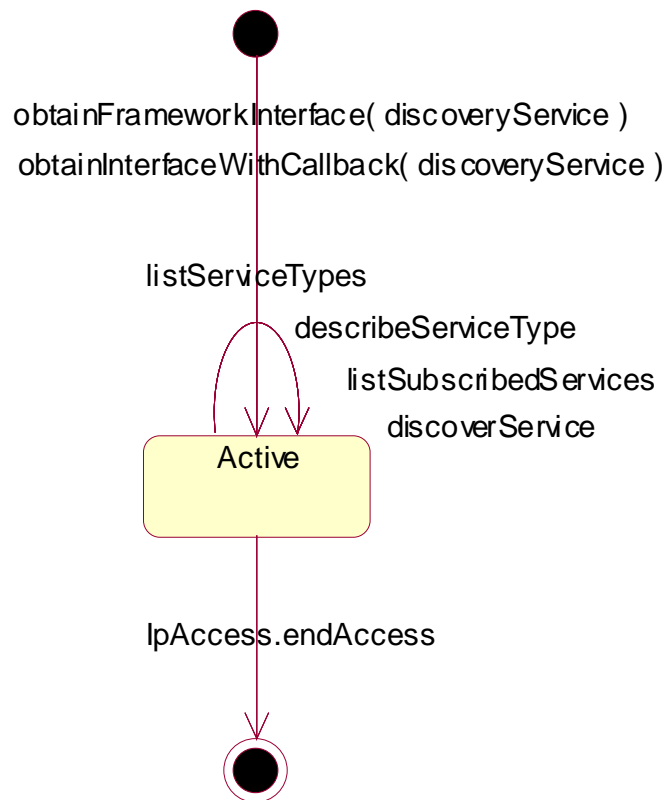 obtainFrameworkInterface( discoveryService )
obtainInterfaceWithCallback( discoveryService )
listServiceTypes
describeServiceType
listSubscribedServices
discoverService
Active
IpAccess.endAccess